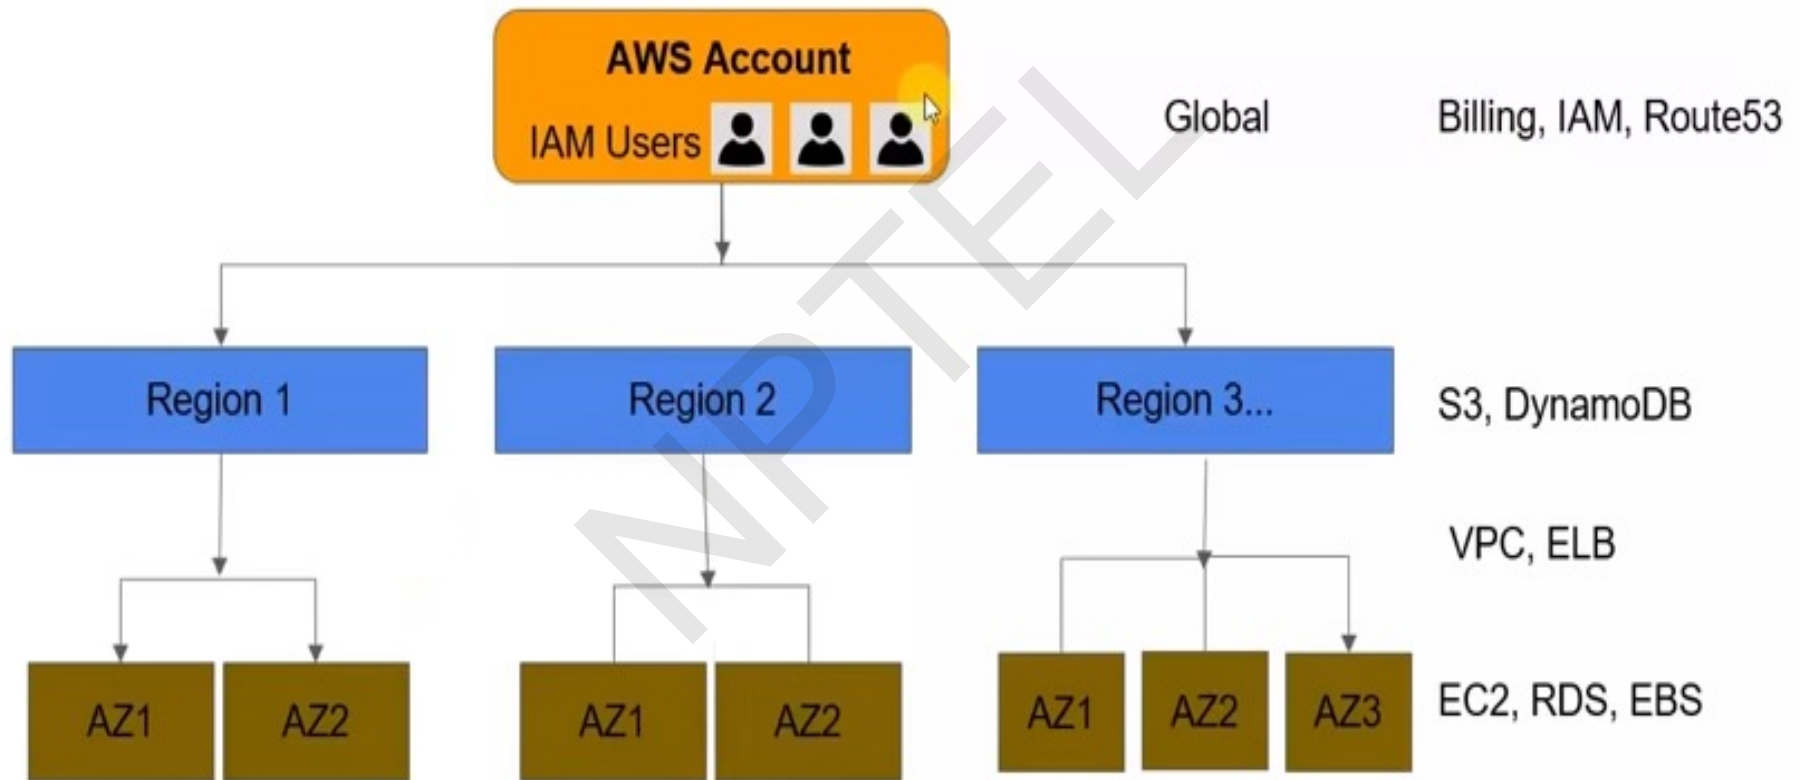 AWS Account
IAM Users
Global
Billing, IAM, Route53
Region 1
Region 2
Region 3...
S3, DynamoDB
VPC, ELB
AZ1
AZ2
AZ1
AZ2
AZ1
AZ2
AZ3
EC2, RDS, EBS
NPTEL